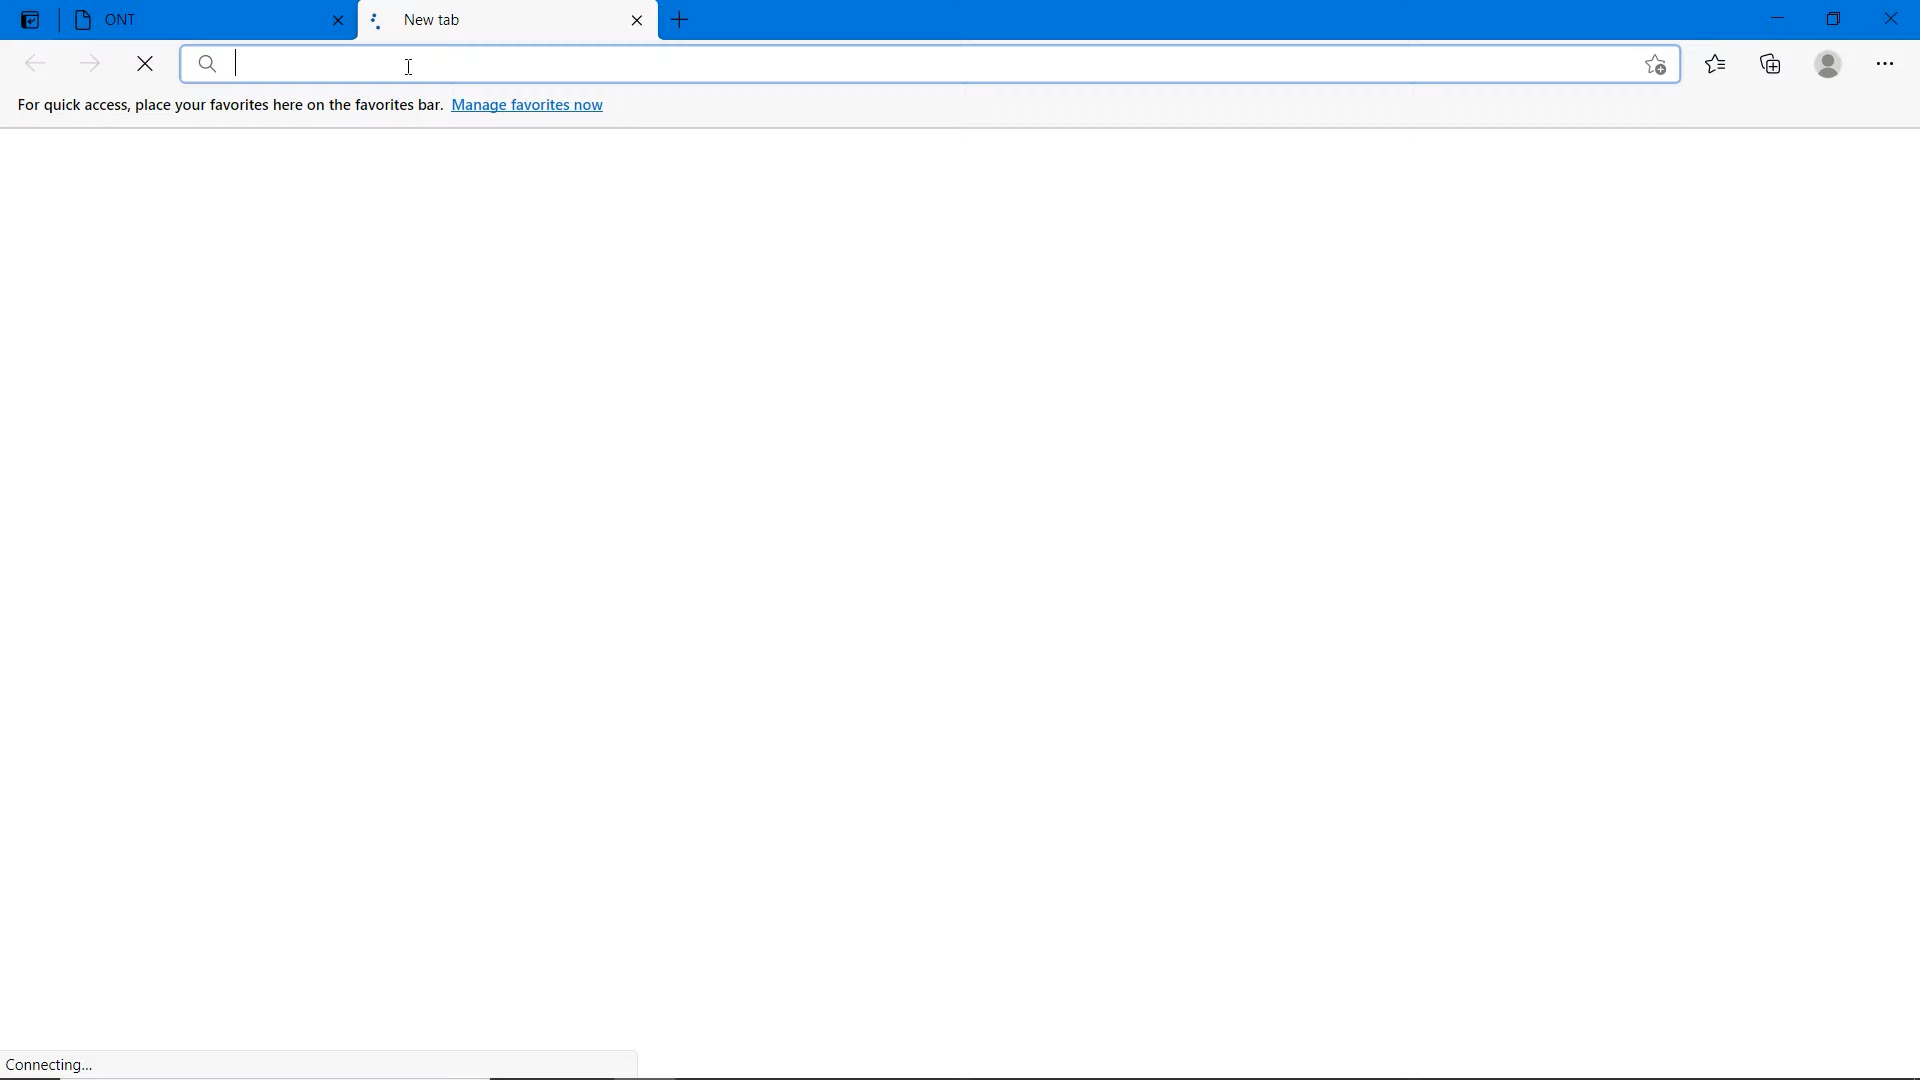 ONT
New tab
For quick access, place your favorites here on the favorites bar. Manage favorites now
Connecting...